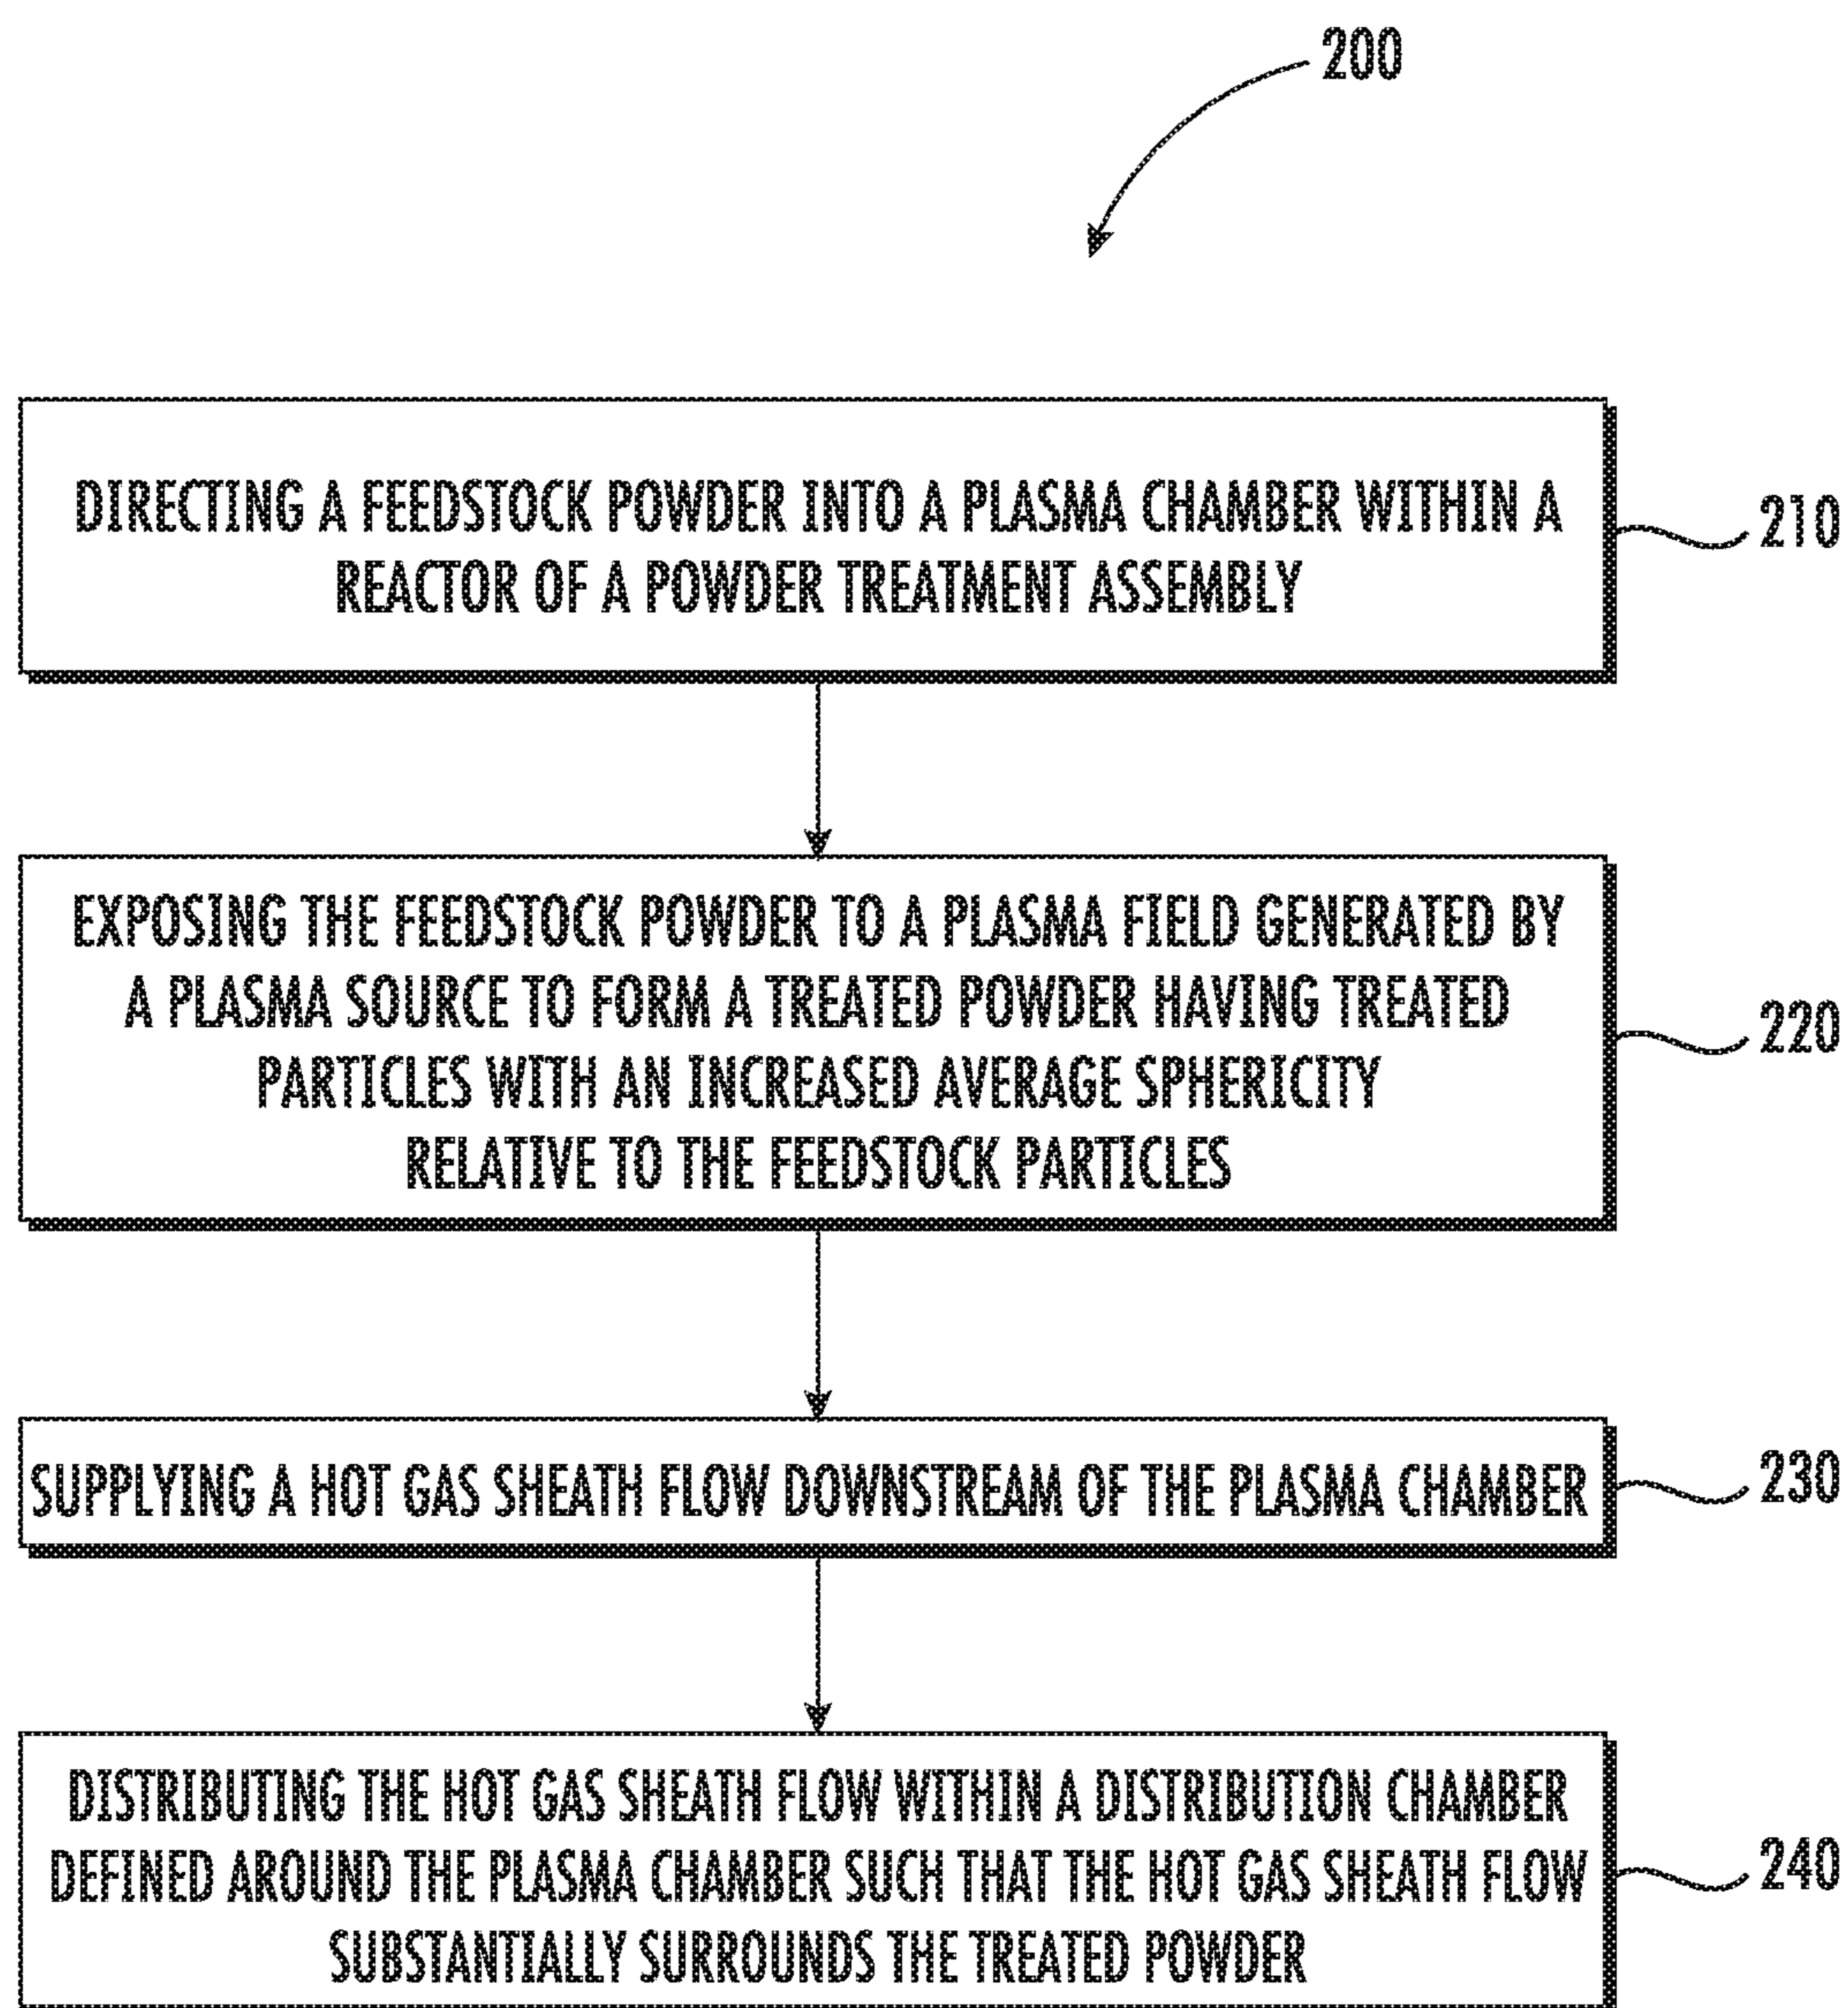 200
DIRECTING A FEEDSTOCK POWDER INTO A PLASMA CHAMBER WITHIN A
REACTOR OF A POWDER TREATMENT ASSEMBLY
210
EXPOSING THE FEEDSTOCK POWDER TO A PLASMA FIELD GENERATED BY
A PLASMA SOURCE TO FORM A TREATED POWDER HAVING TREATED
PARTICLES WITH AN INCREASED AVERAGE SPHERICITY
RELATIVE TO THE FEEDSTOCK PARTICLES
220
SUPPLYING A HOT GAS SHEATH FLOW DOWNSTREAM OF THE PLASMA CHAMBER
230
DISTRIBUTING THE HOT GAS SHEATH FLOW WITHIN A DISTRIBUTION CHAMBER
DEFINED AROUND THE PLASMA CHAMBER SUCH THAT THE HOT GAS SHEATH FLOW
SUBSTANTIALLY SURROUNDS THE TREATED POWDER
240